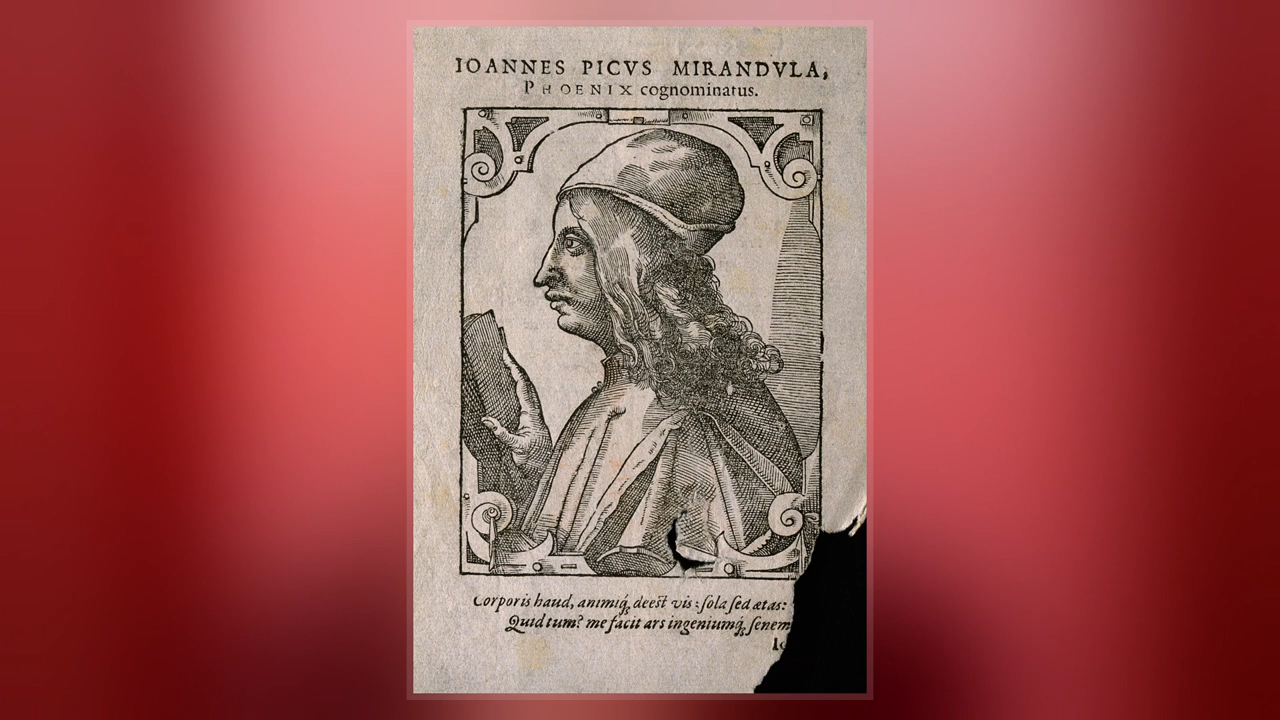 IOANNES PICVS MIRANDVLA,
PHOENIX cognominatus.
Corporis haud, animiq́ꝫ deest vis: sola sed ætas:
Quid tum? me facit ars ingeniumq́ꝫ senem